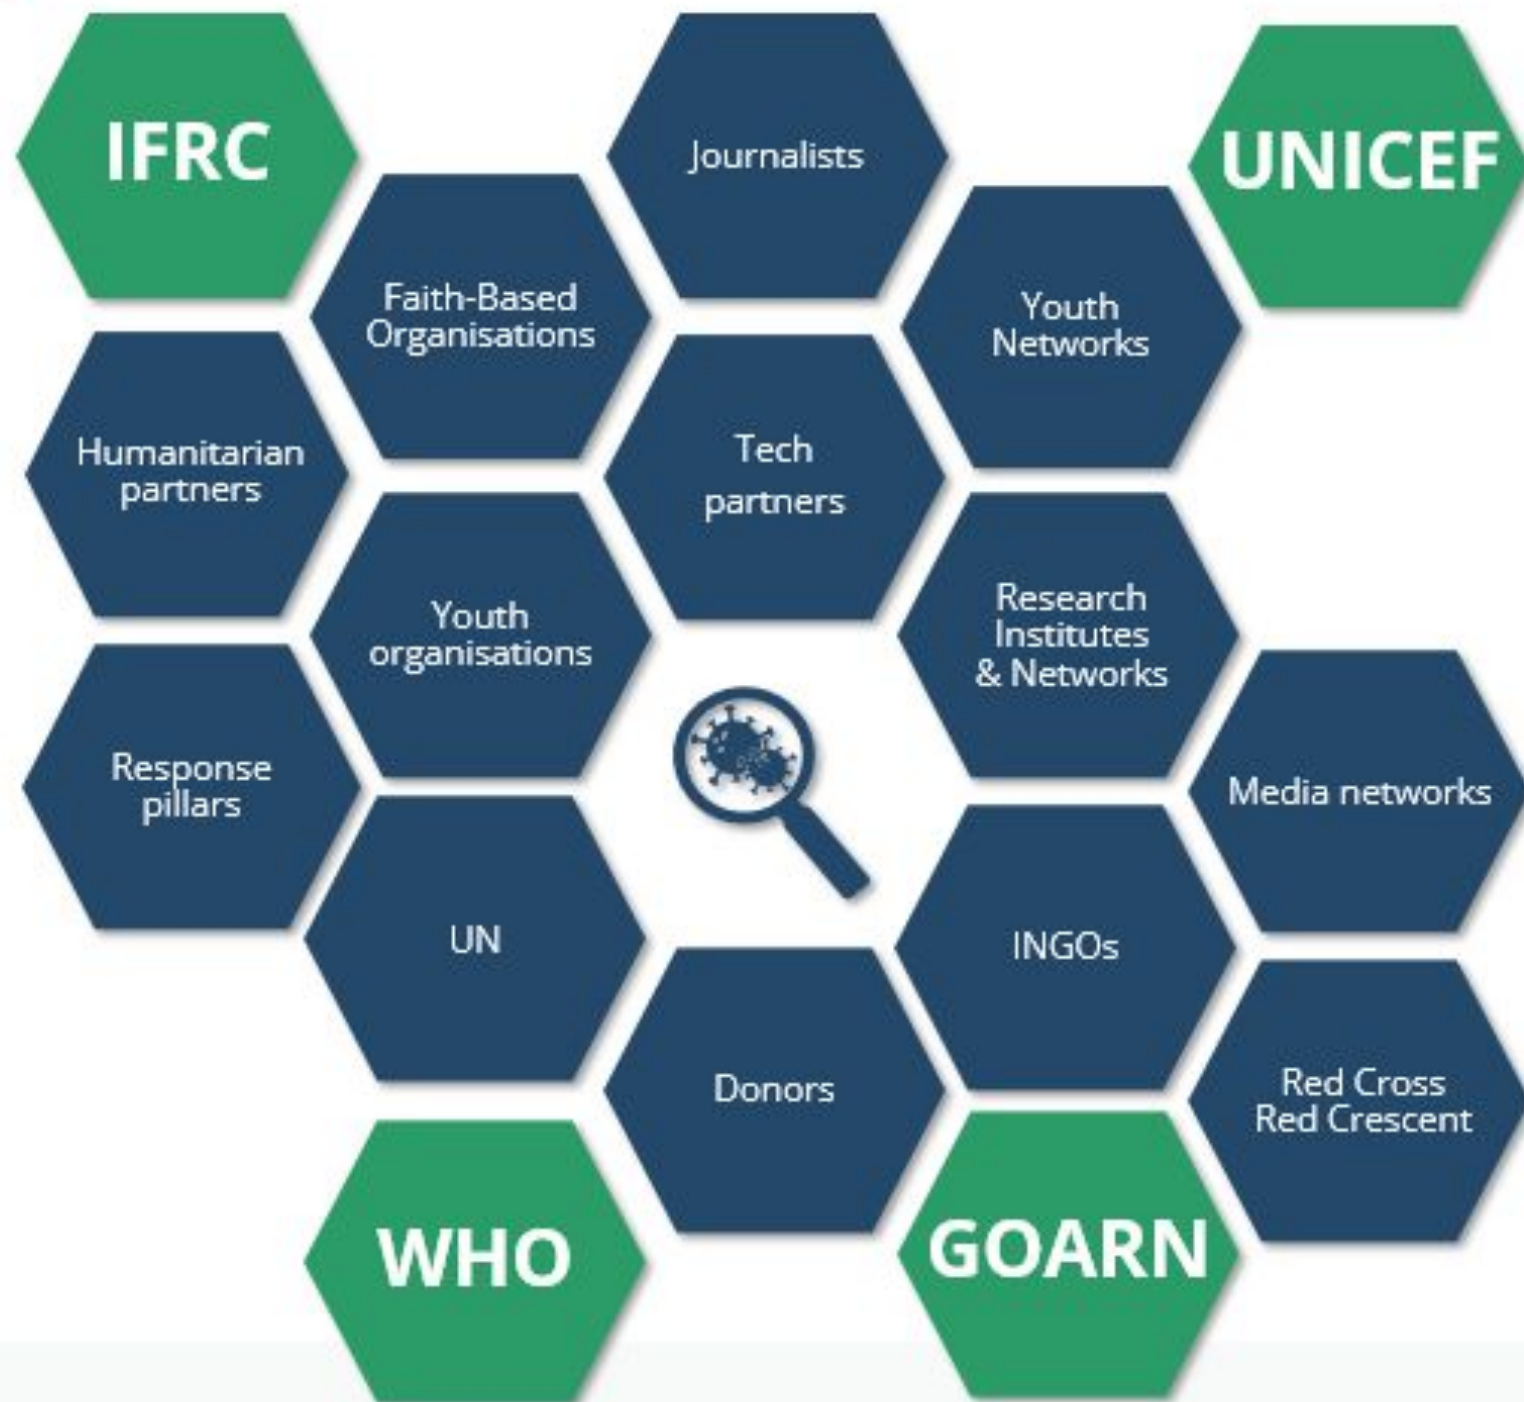 IFRC
Journalists
UNICEF
Faith-Based
Organisations
Youth
Networks
Humanitarian
partners
Tech
partners
Youth
organisations
Research
Institutes
& Networks
Response
pillars
Media networks
UN
INGOs
Donors
Red Cross
Red Crescent
WHO
GOARN